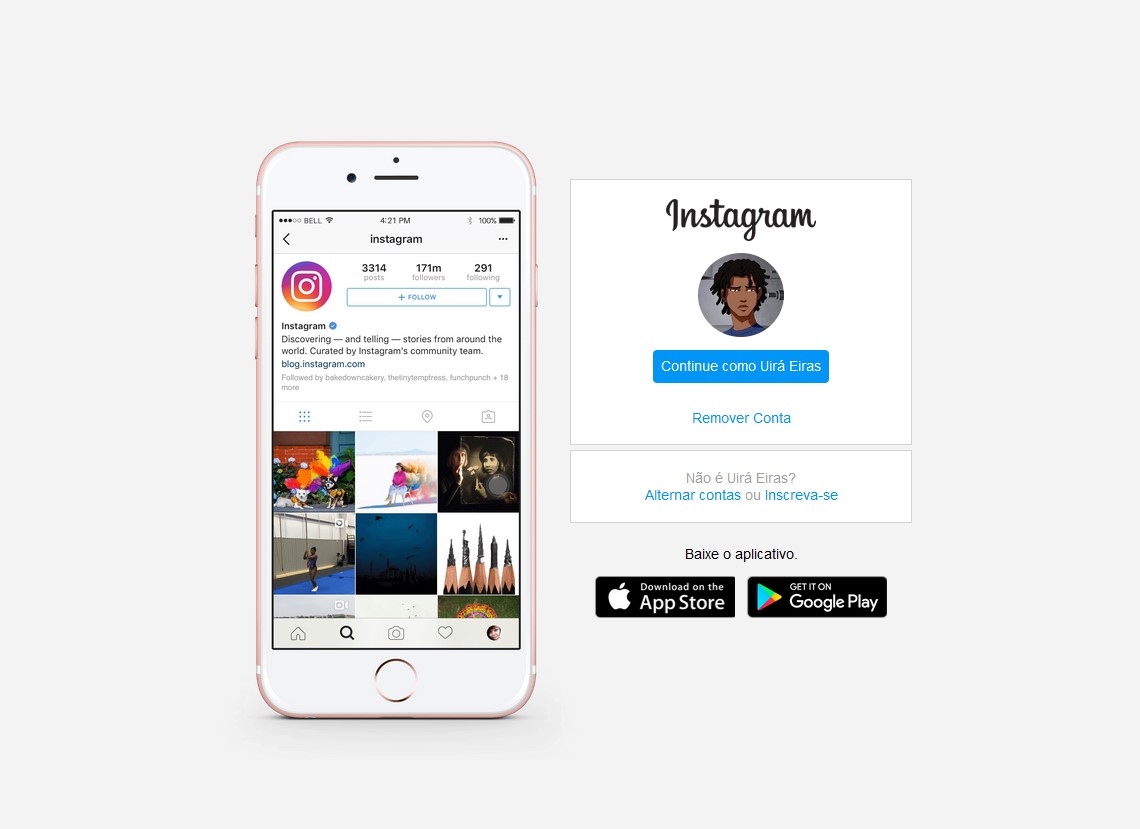 BELL
4:21 PM
100%
instagram
3314
171m
291
posts
followers
following
+ FOLLOW
Instagram
Discovering — and telling — stories from around the
world. Curated by Instagram's community team.
blog.instagram.com
Followed by bakedowncakery, thetinytemptress, funchpunch + 18
more
Instagram
Continue como Uirá Eiras
Remover Conta
Não é Uirá Eiras?
Alternar contas ou Inscreva-se
Baixe o aplicativo.
Download on the
App Store
GET IT ON
Google Play